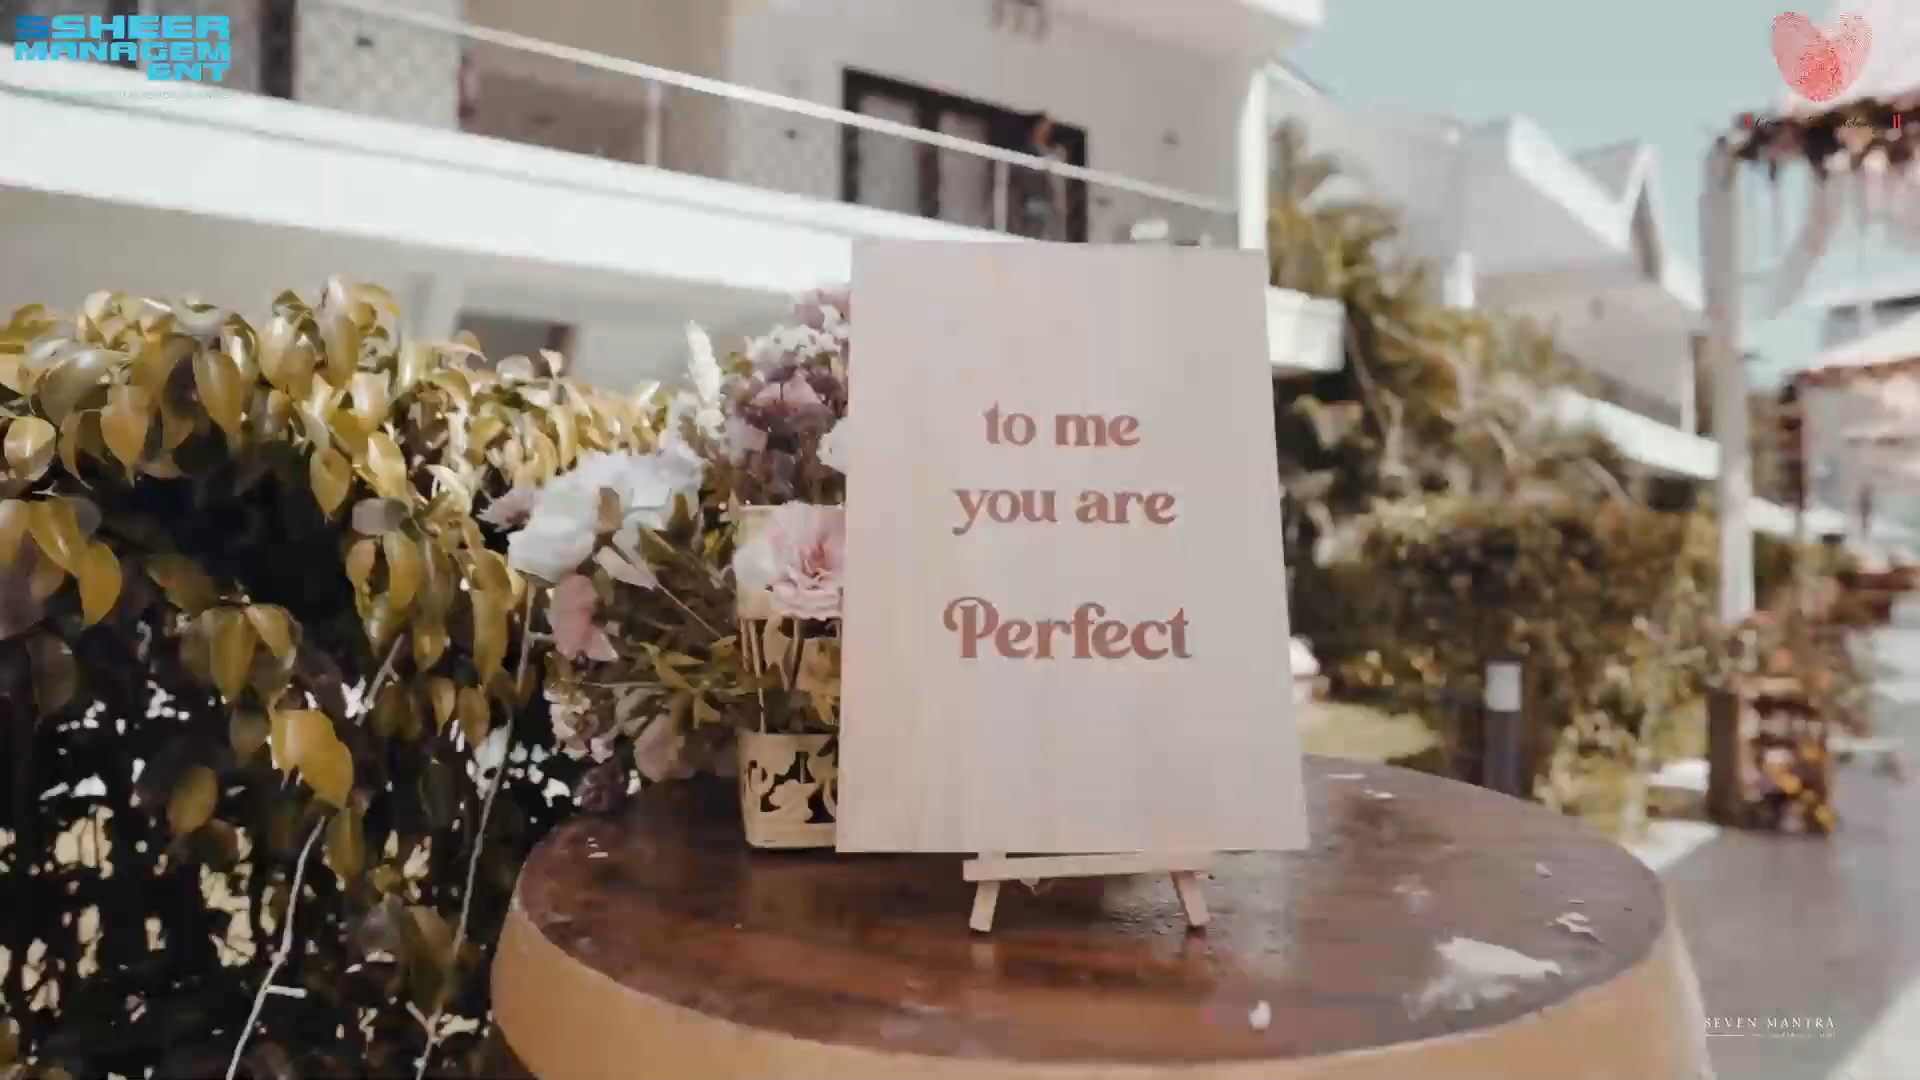 SSHEER
MANAGEM
ENT
to me
you are
Perfect
SEVEN MANTRA